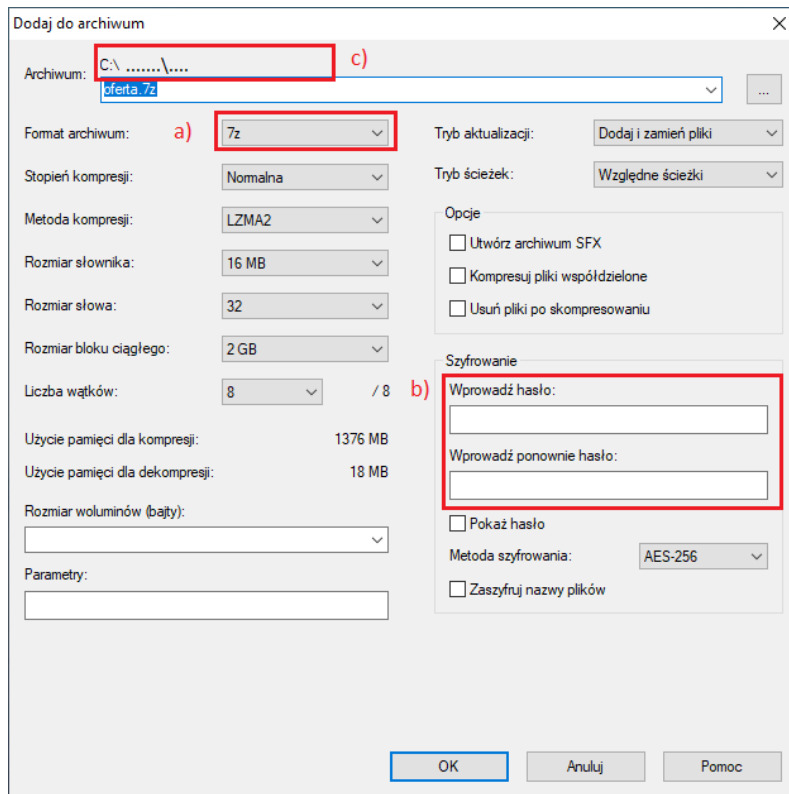 Dodaj do archiwum
Archiwum: C:\ .......\.... c)
oferta.7z ...
Format archiwum: a) 7z
Stopień kompresji: Normalna
Metoda kompresji: LZMA2
Rozmiar słownika: 16 MB
Rozmiar słowa: 32
Rozmiar bloku ciągłego: 2 GB
Liczba wątków: 8 / 8
Użycie pamięci dla kompresji: 1376 MB
Użycie pamięci dla dekompresji: 18 MB
Rozmiar woluminów (bajty):
Parametry:
Tryb aktualizacji: Dodaj i zamień pliki
Tryb ścieżek: Względne ścieżki
Opcje
Utwórz archiwum SFX
Kompresuj pliki współdzielone
Usuń pliki po skompresowaniu
Szyfrowanie
b) Wprowadź hasło:
Wprowadź ponownie hasło:
Pokaż hasło
Metoda szyfrowania: AES-256
Zaszyfruj nazwy plików
OK Anuluj Pomoc